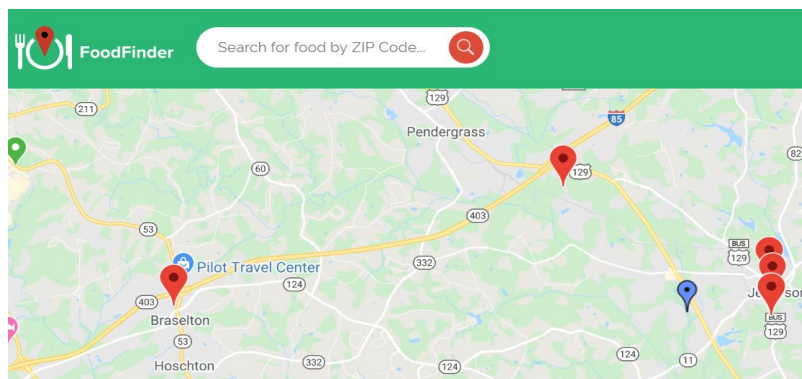 FoodFinder
Search for food by ZIP Code...
211
129
85
Pendergrass
82
60
129
403
53
BUS
129
332
Pilot Travel Center
124
403
Braselton
BUS
129
53
Hoschton
332
124
124
11